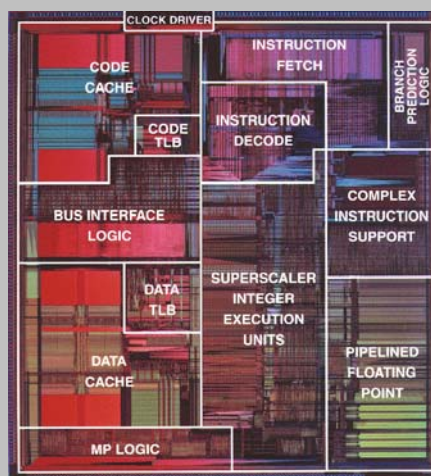 CLOCK DRIVER
CODE
CACHE
CODE
TLB
INSTRUCTION
FETCH
BRANCH
PREDICTION
LOGIC
INSTRUCTION
DECODE
BUS INTERFACE
LOGIC
COMPLEX
INSTRUCTION
SUPPORT
DATA
TLB
SUPERSCALER
INTEGER
EXECUTION
UNITS
DATA
CACHE
PIPELINED
FLOATING
POINT
MP LOGIC